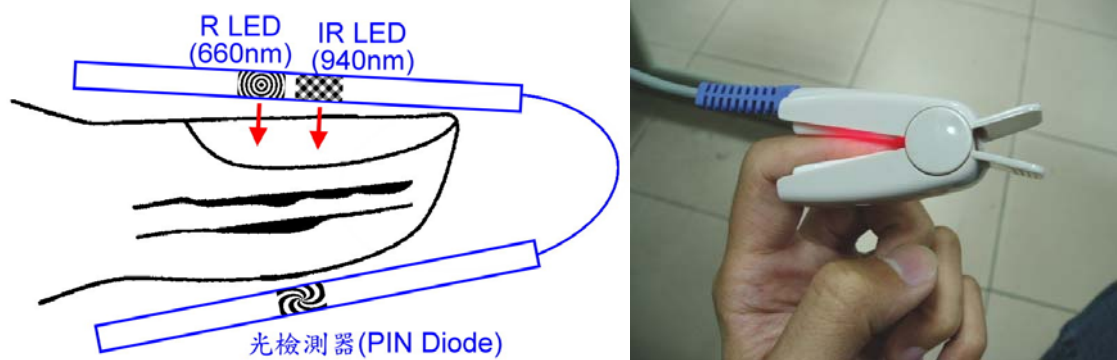 R LED
(660nm)
IR LED
(940nm)
光檢測器(PIN Diode)